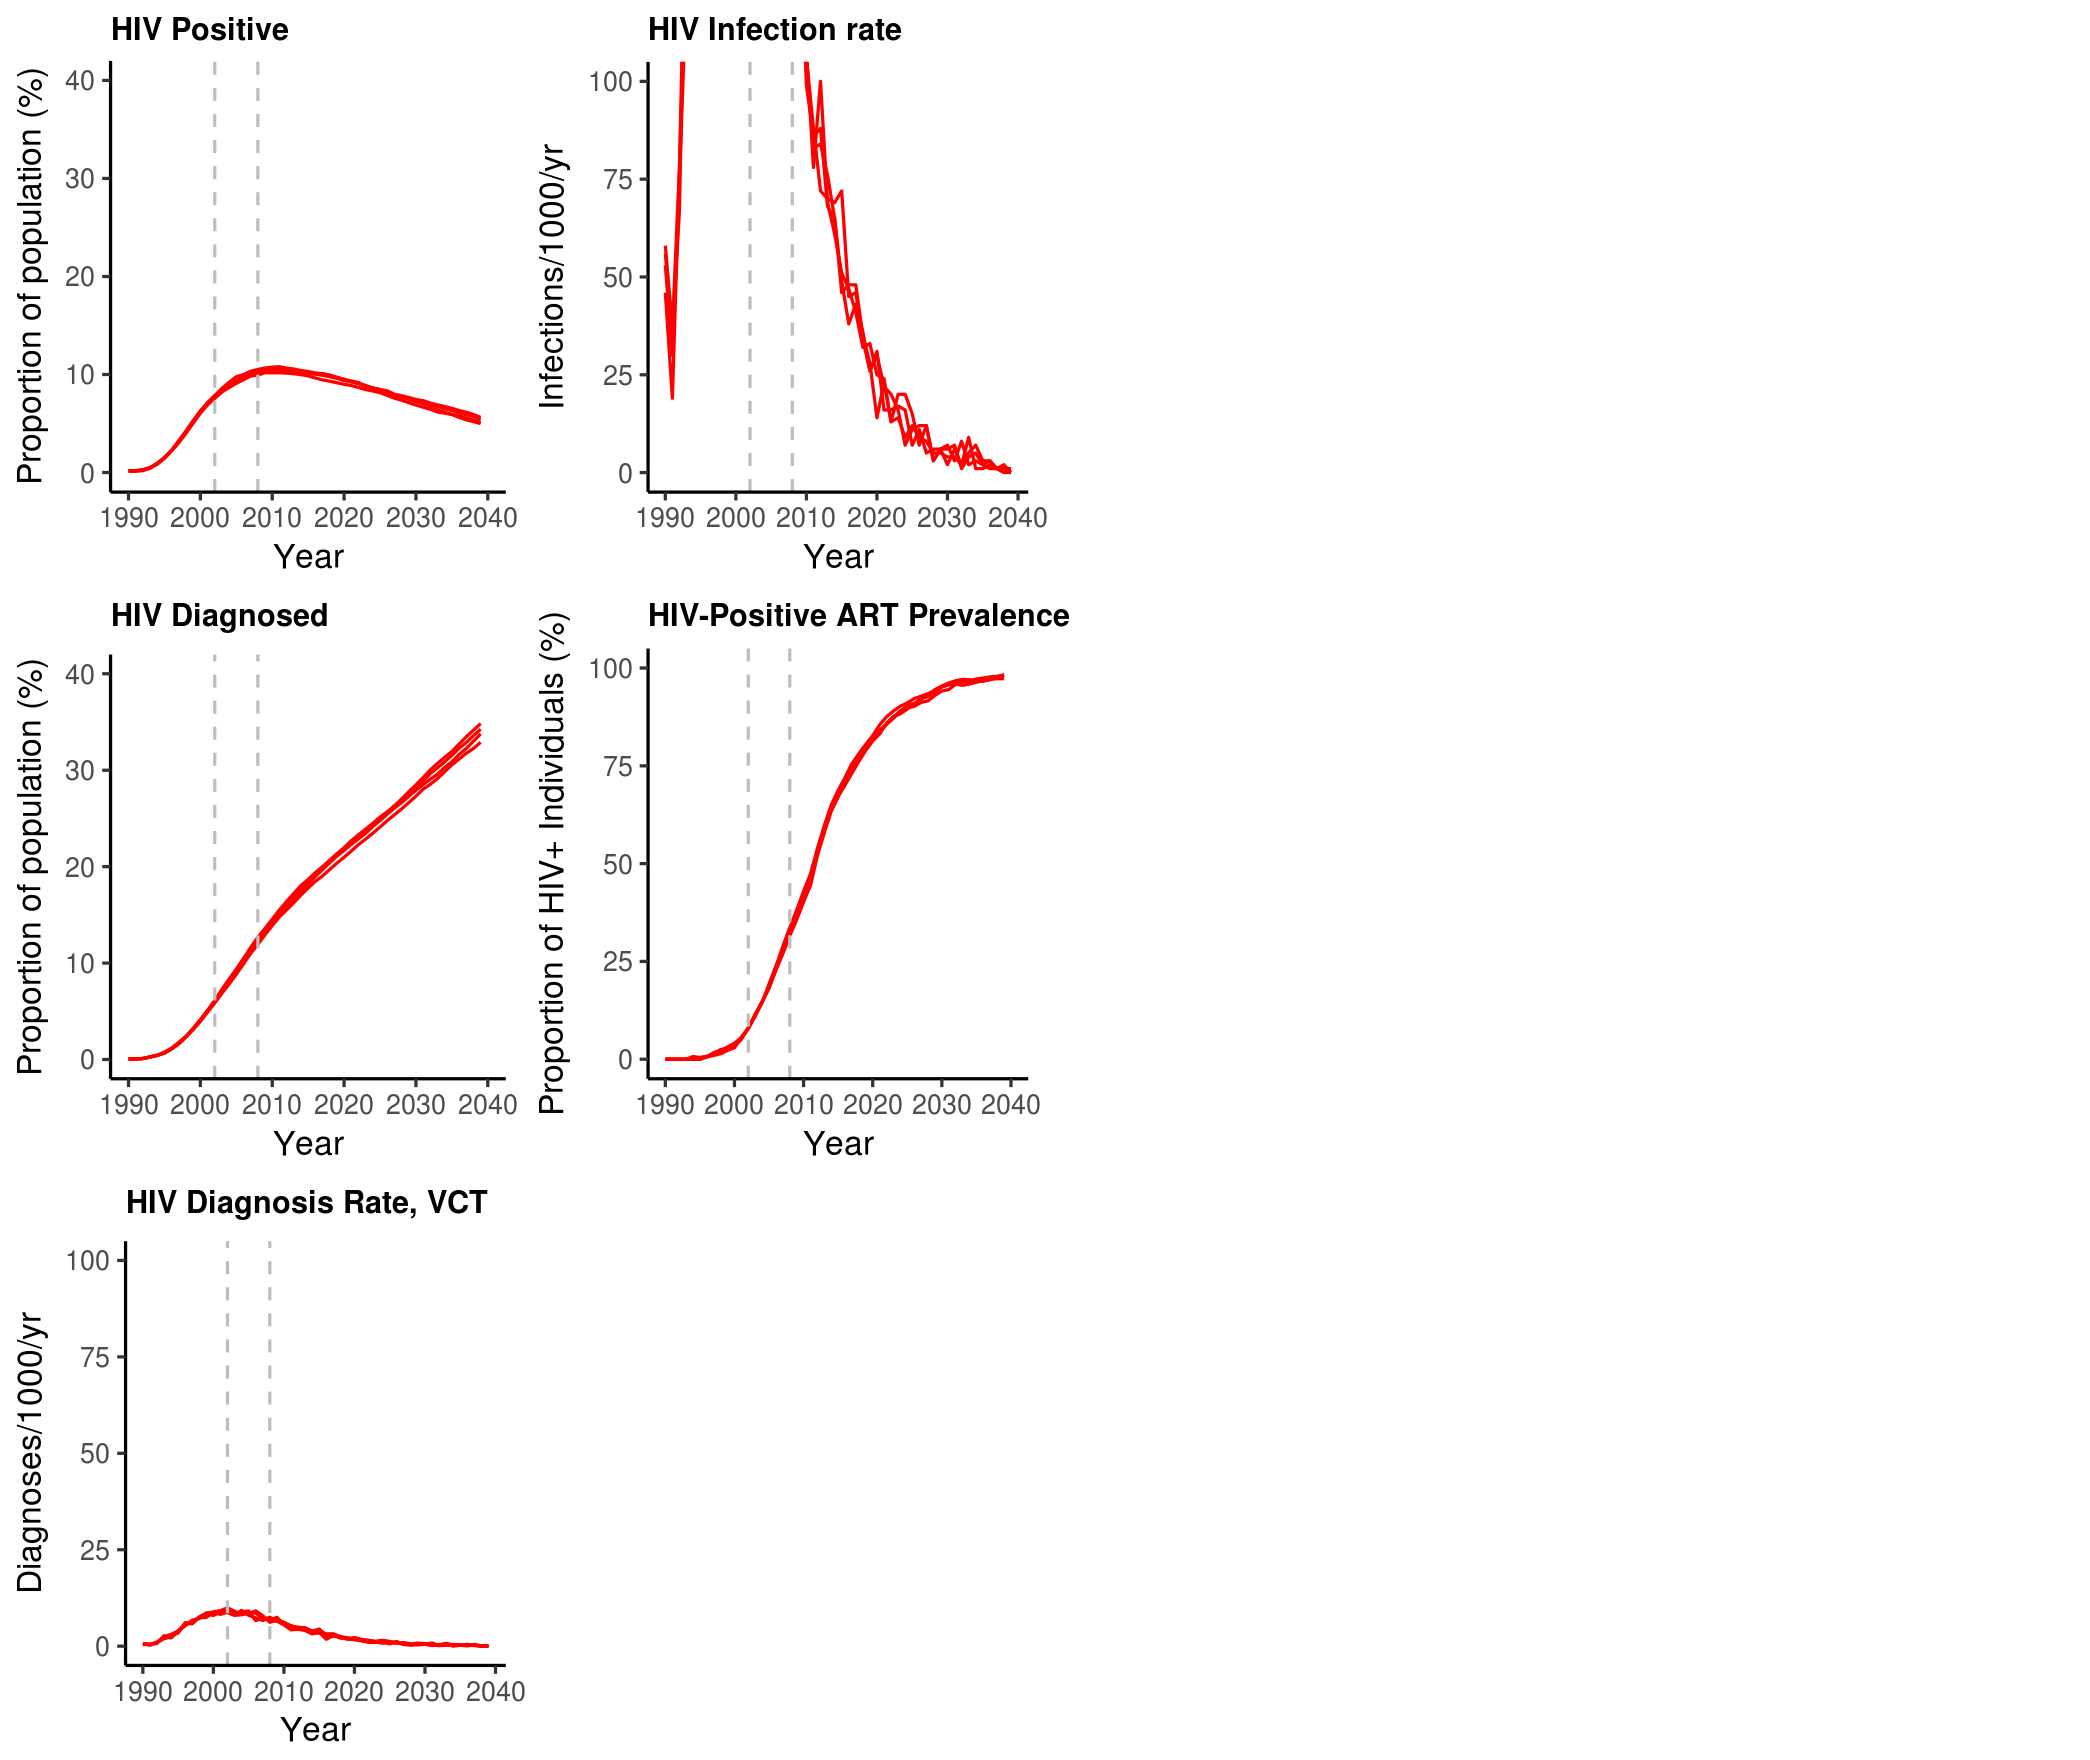 HIV Positive
Proportion of population (%)
40
30
20
10
0
1990 2000 2010 2020 2030 2040
Year
HIV Infection rate
Infections/1000/yr
100
75
50
25
0
1990 2000 2010 2020 2030 2040
Year
HIV Diagnosed
Proportion of population (%)
40
30
20
10
0
1990 2000 2010 2020 2030 2040
Year
HIV-Positive ART Prevalence
Proportion of HIV+ Individuals (%)
100
75
50
25
0
1990 2000 2010 2020 2030 2040
Year
HIV Diagnosis Rate, VCT
Diagnoses/1000/yr
100
75
50
25
0
1990 2000 2010 2020 2030 2040
Year